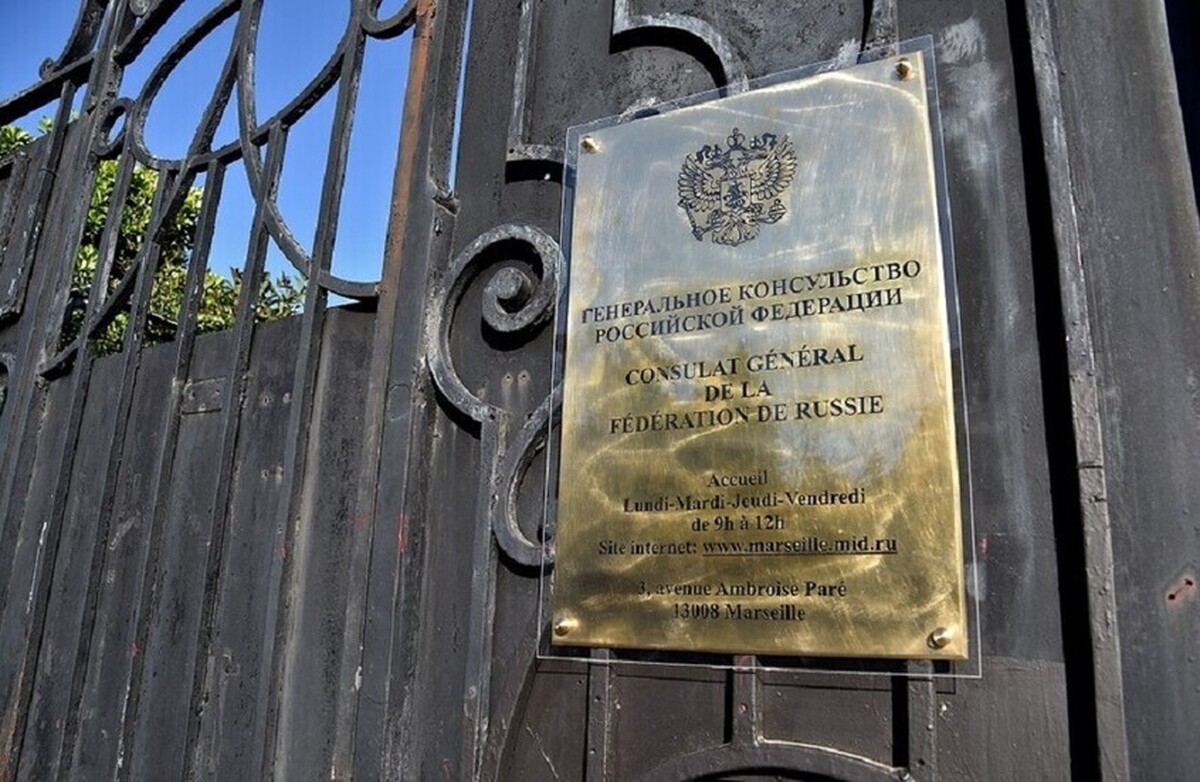 ГЕНЕРАЛЬНОЕ КОНСУЛЬСТВО
РОССИЙСКОЙ ФЕДЕРАЦИИ
CONSULAT GÉNÉRAL
DE LA
FÉDÉRATION DE RUSSIE
Accueil
Lundi-Mardi-Jeudi-Vendredi
de 9h à 12h
Site internet: www.marseille.mid.ru
3, avenue Ambroise Paré
13008 Marseille